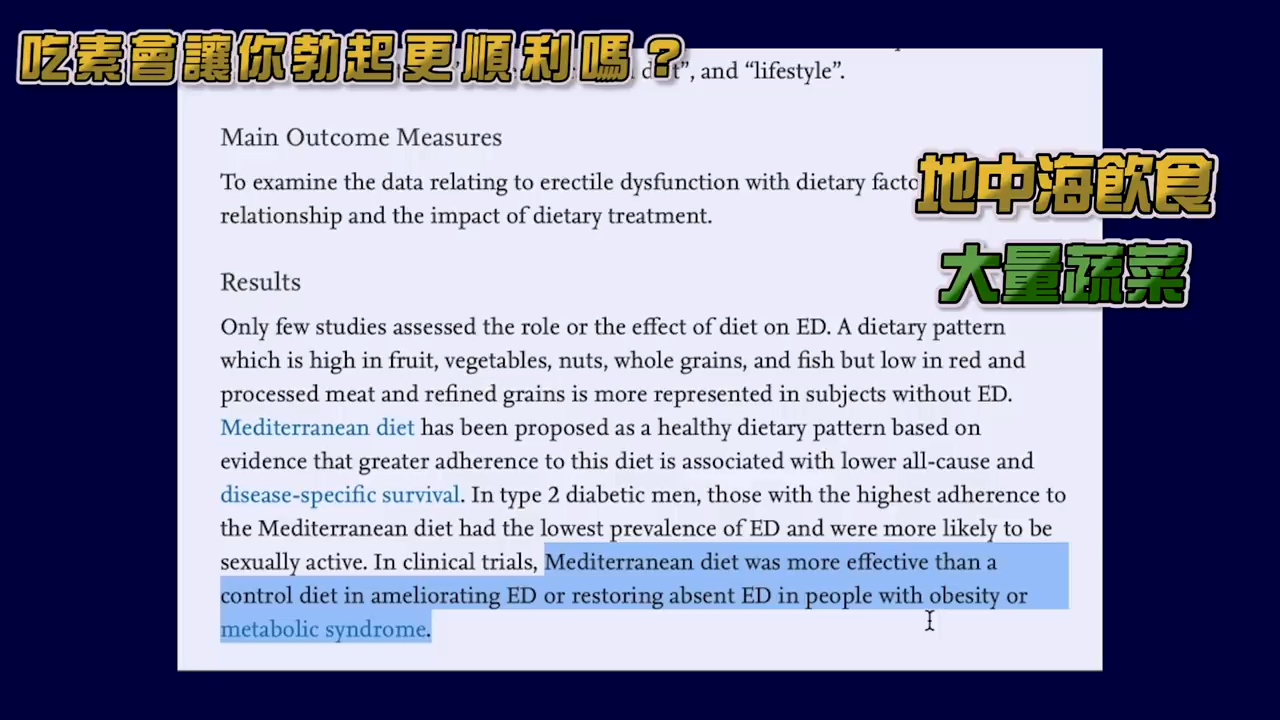 吃素會讓你勃起更順利嗎？
diet”, and “lifestyle”.
Main Outcome Measures
To examine the data relating to erectile dysfunction with dietary
地中海飲食
relationship and the impact of dietary treatment.
大量蔬菜
Results
Only few studies assessed the role or the effect of diet on ED. A dietary pattern
which is high in fruit, vegetables, nuts, whole grains, and fish but low in red and
processed meat and refined grains is more represented in subjects without ED.
Mediterranean diet has been proposed as a healthy dietary pattern based on
evidence that greater adherence to this diet is associated with lower all-cause and
disease-specific survival. In type 2 diabetic men, those with the highest adherence to
the Mediterranean diet had the lowest prevalence of ED and were more likely to be
sexually active. In clinical trials, Mediterranean diet was more effective than a
control diet in ameliorating ED or restoring absent ED in people with obesity or
metabolic syndrome.